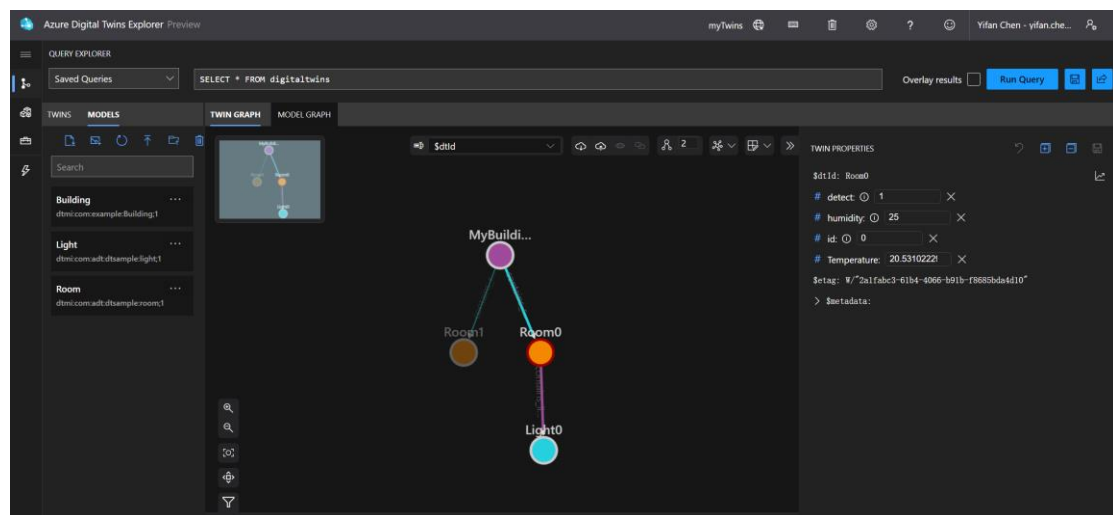 Azure Digital Twins Explorer Preview
myTwins
?
Yifan Chen - yifan.che...
QUERY EXPLORER
Saved Queries
SELECT * FROM digitaltwins
Overlay results
Run Query
TWINS MODELS
TWIN GRAPH MODEL GRAPH
Search
Building ...
dtmi:com:example:Building;1
Light ...
dtmi:com:adt:dtsample:light;1
Room ...
dtmi:com:adt:dtsample:room;1
$dtId
2
MyBuildi...
Room1
Room0
Light0
TWIN PROPERTIES
$dtId: Room0
# detect: 1
# humidity: 25
# id: 0
# Temperature: 20.5310222
$etag: W/"2a1fabc3-61b4-4066-b91b-f8685bda4d10"
> $metadata: